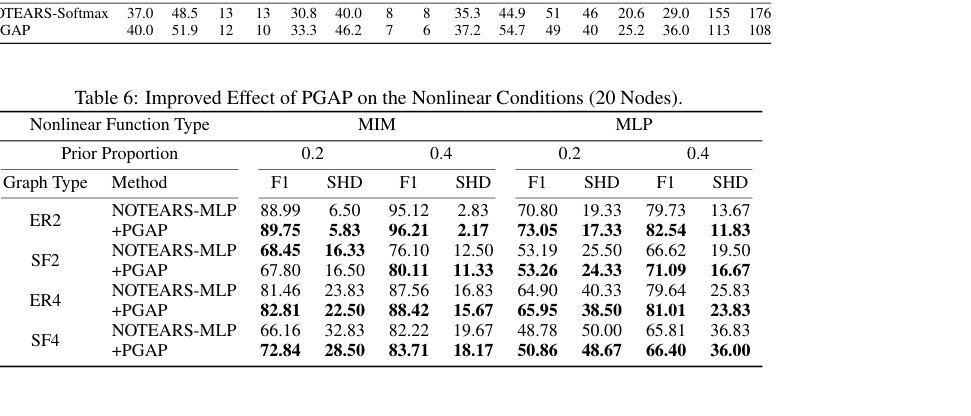 OTEARS-Softmax 37.0 48.5 13 13 30.8 40.0 8 8 35.3 44.9 51 46 20.6 29.0 155 176
GAP 40.0 51.9 12 10 33.3 46.2 7 6 37.2 54.7 49 40 25.2 36.0 113 108
Table 6: Improved Effect of PGAP on the Nonlinear Conditions (20 Nodes).
Nonlinear Function Type MIM MLP
Prior Proportion 0.2 0.4 0.2 0.4
Graph Type Method F1 SHD F1 SHD F1 SHD F1 SHD
ER2 NOTEARS-MLP 88.99 6.50 95.12 2.83 70.80 19.33 79.73 13.67
+PGAP 89.75 5.83 96.21 2.17 73.05 17.33 82.54 11.83
SF2 NOTEARS-MLP 68.45 16.33 76.10 12.50 53.19 25.50 66.62 19.50
+PGAP 67.80 16.50 80.11 11.33 53.26 24.33 71.09 16.67
ER4 NOTEARS-MLP 81.46 23.83 87.56 16.83 64.90 40.33 79.64 25.83
+PGAP 82.81 22.50 88.42 15.67 65.95 38.50 81.01 23.83
SF4 NOTEARS-MLP 66.16 32.83 82.22 19.67 48.78 50.00 65.81 36.83
+PGAP 72.84 28.50 83.71 18.17 50.86 48.67 66.40 36.00